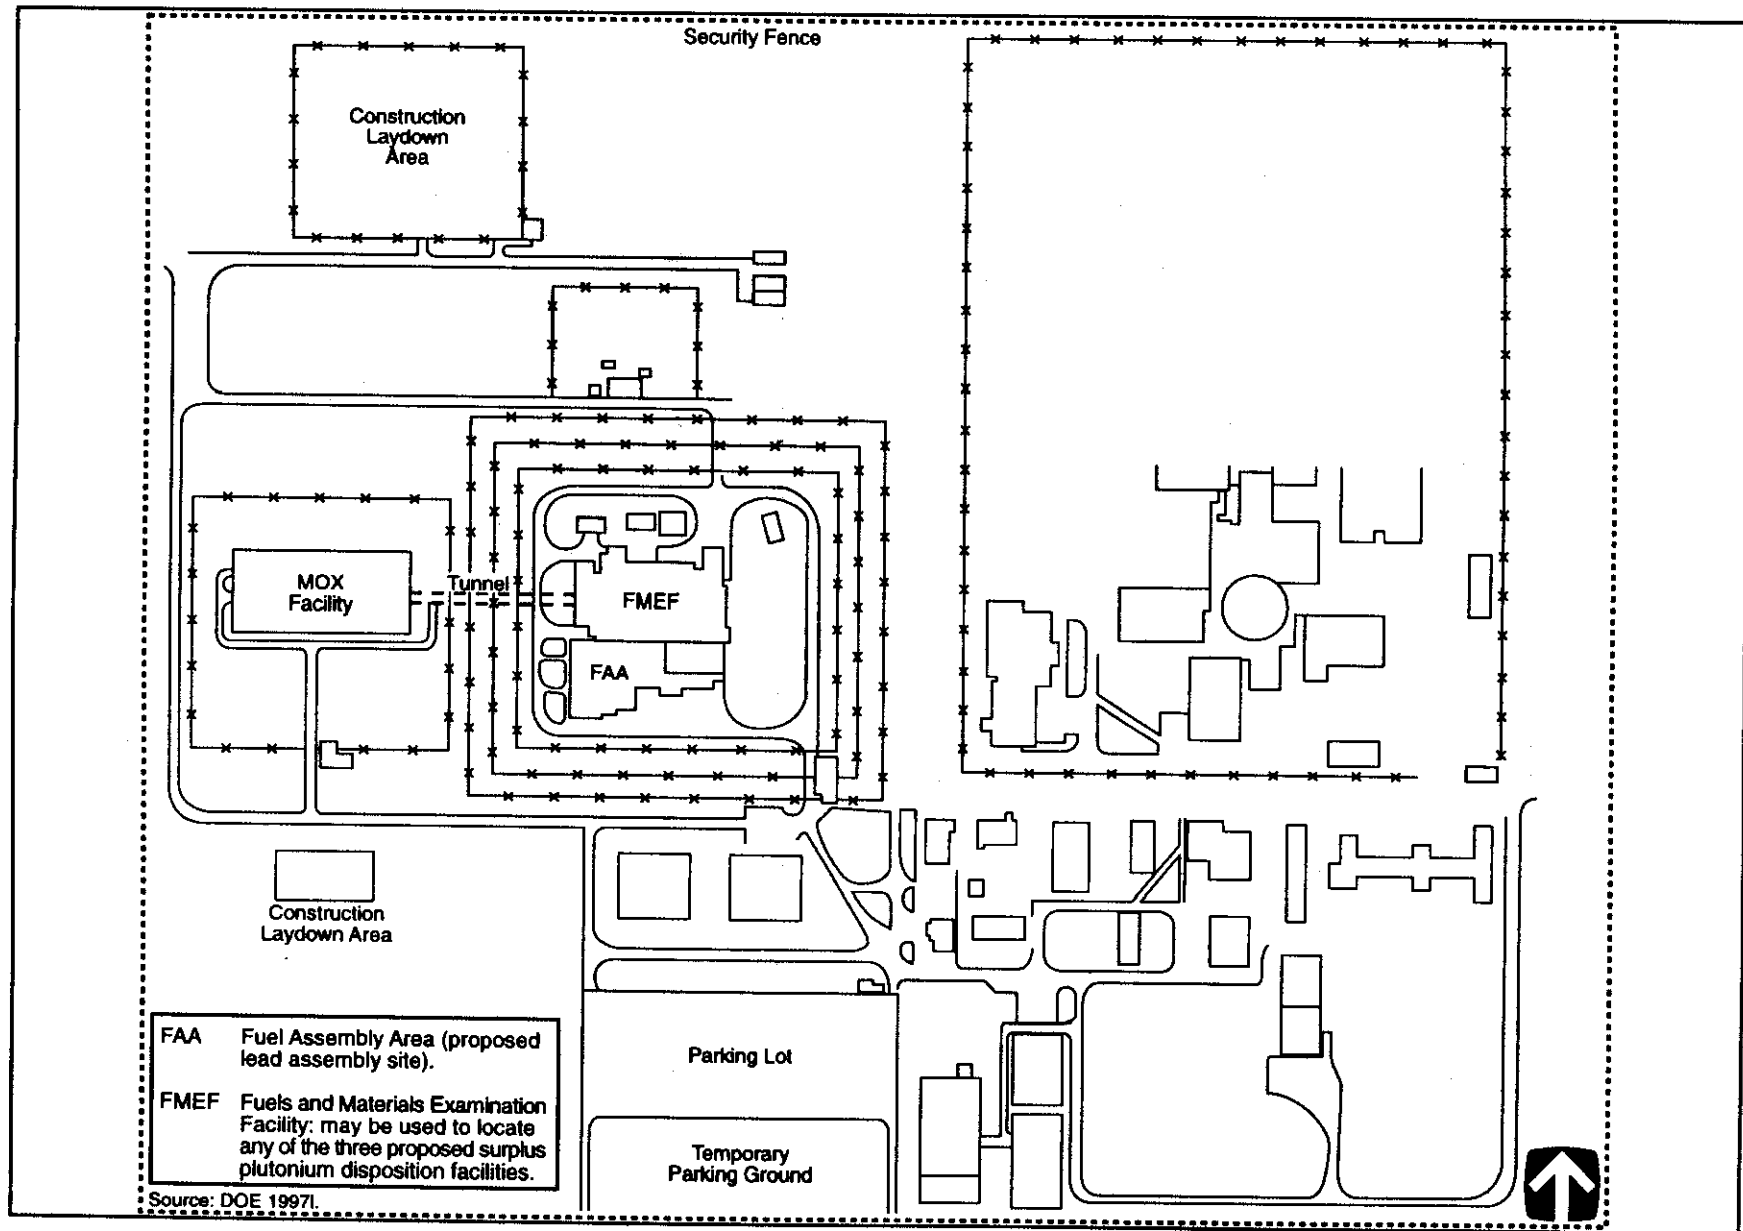 Security Fence
Construction
Laydown
Area
MOX
Facility
Tunnel
FMEF
FAA
Construction
Laydown Area
FAA Fuel Assembly Area (proposed
lead assembly site).
FMEF Fuels and Materials Examination
Facility: may be used to locate
any of the three proposed surplus
plutonium disposition facilities.
Parking Lot
Temporary
Parking Ground
Source: DOE 1997l.